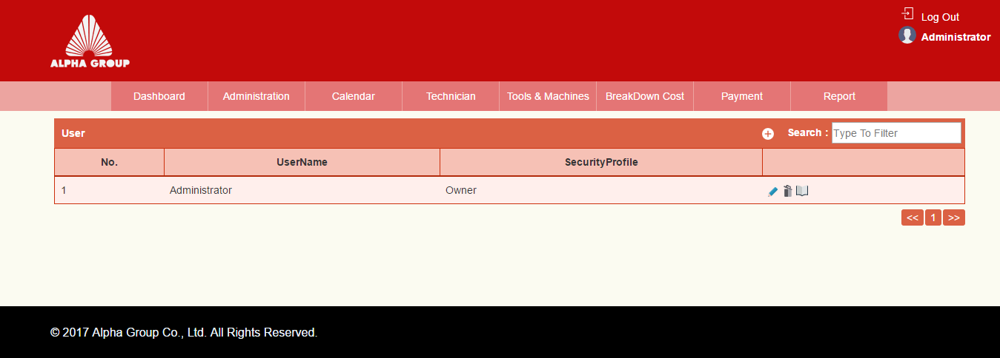 Log Out
Administrator
ALPHA GROUP
Dashboard Administration Calendar Technician Tools & Machines BreakDown Cost Payment Report
User Search : Type To Filter
No. UserName SecurityProfile
1 Administrator Owner
<< 1 >>
© 2017 Alpha Group Co., Ltd. All Rights Reserved.